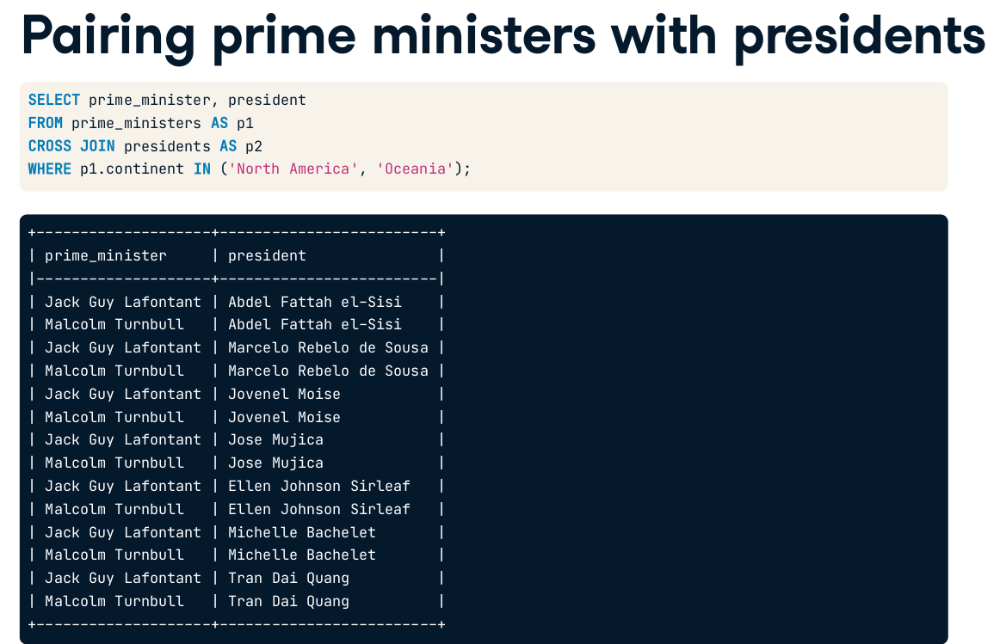 Pairing prime ministers with presidents
SELECT prime_minister, president
FROM prime_ministers AS p1
CROSS JOIN presidents AS p2
WHERE p1.continent IN ('North America', 'Oceania');
+--------------------+-------------------------+
| prime_minister     | president               |
|--------------------+-------------------------|
| Jack Guy Lafontant | Abdel Fattah el-Sisi    |
| Malcolm Turnbull   | Abdel Fattah el-Sisi    |
| Jack Guy Lafontant | Marcelo Rebelo de Sousa |
| Malcolm Turnbull   | Marcelo Rebelo de Sousa |
| Jack Guy Lafontant | Jovenel Moise           |
| Malcolm Turnbull   | Jovenel Moise           |
| Jack Guy Lafontant | Jose Mujica             |
| Malcolm Turnbull   | Jose Mujica             |
| Jack Guy Lafontant | Ellen Johnson Sirleaf   |
| Malcolm Turnbull   | Ellen Johnson Sirleaf   |
| Jack Guy Lafontant | Michelle Bachelet       |
| Malcolm Turnbull   | Michelle Bachelet       |
| Jack Guy Lafontant | Tran Dai Quang          |
| Malcolm Turnbull   | Tran Dai Quang          |
+--------------------+-------------------------+